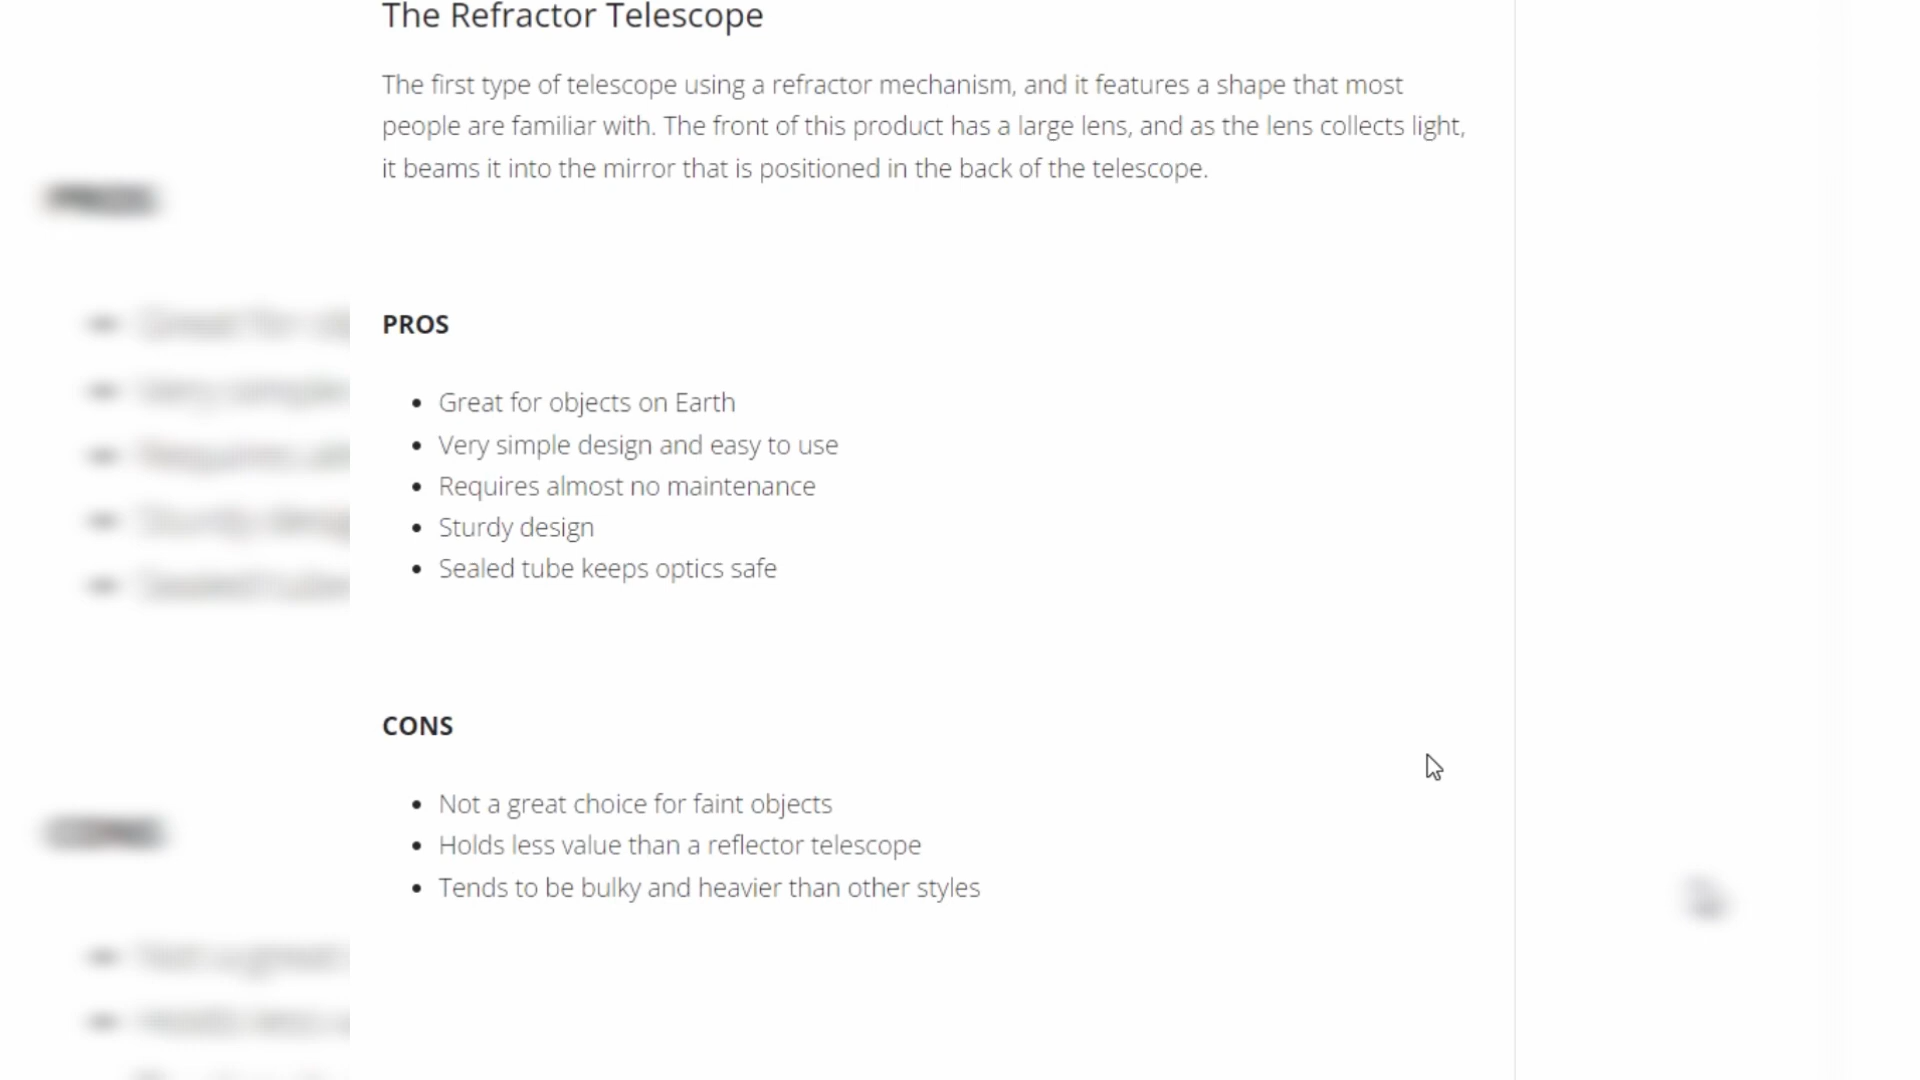 The Refractor Telescope
The first type of telescope using a refractor mechanism, and it features a shape that most
people are familiar with. The front of this product has a large lens, and as the lens collects light,
it beams it into the mirror that is positioned in the back of the telescope.
PROS
Great for objects on Earth
Very simple design and easy to use
Requires almost no maintenance
Sturdy design
Sealed tube keeps optics safe
CONS
Not a great choice for faint objects
Holds less value than a reflector telescope
Tends to be bulky and heavier than other styles